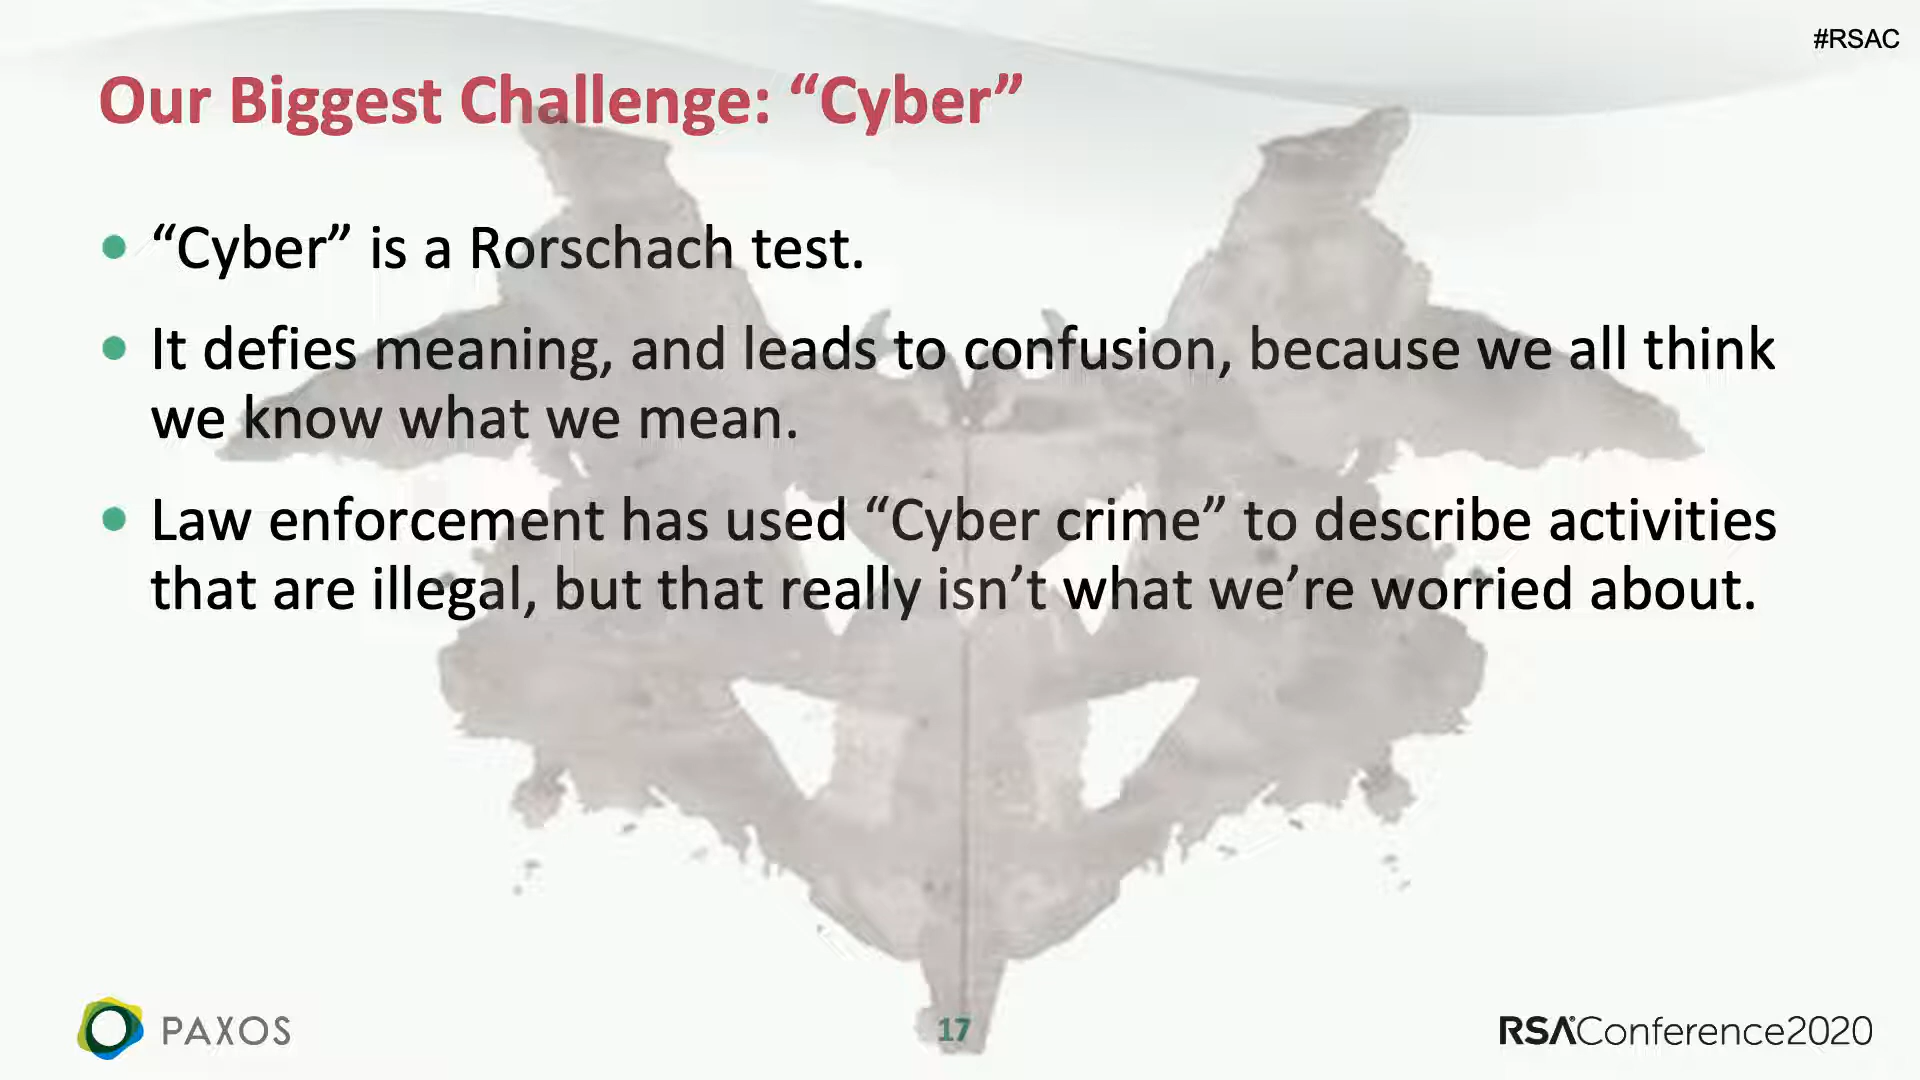 #RSAC
Our Biggest Challenge: “Cyber”
• “Cyber” is a Rorschach test.
• It defies meaning, and leads to confusion, because we all think
we know what we mean.
• Law enforcement has used “Cyber crime” to describe activities
that are illegal, but that really isn’t what we’re worried about.
PAXOS
17
RSAConference2020